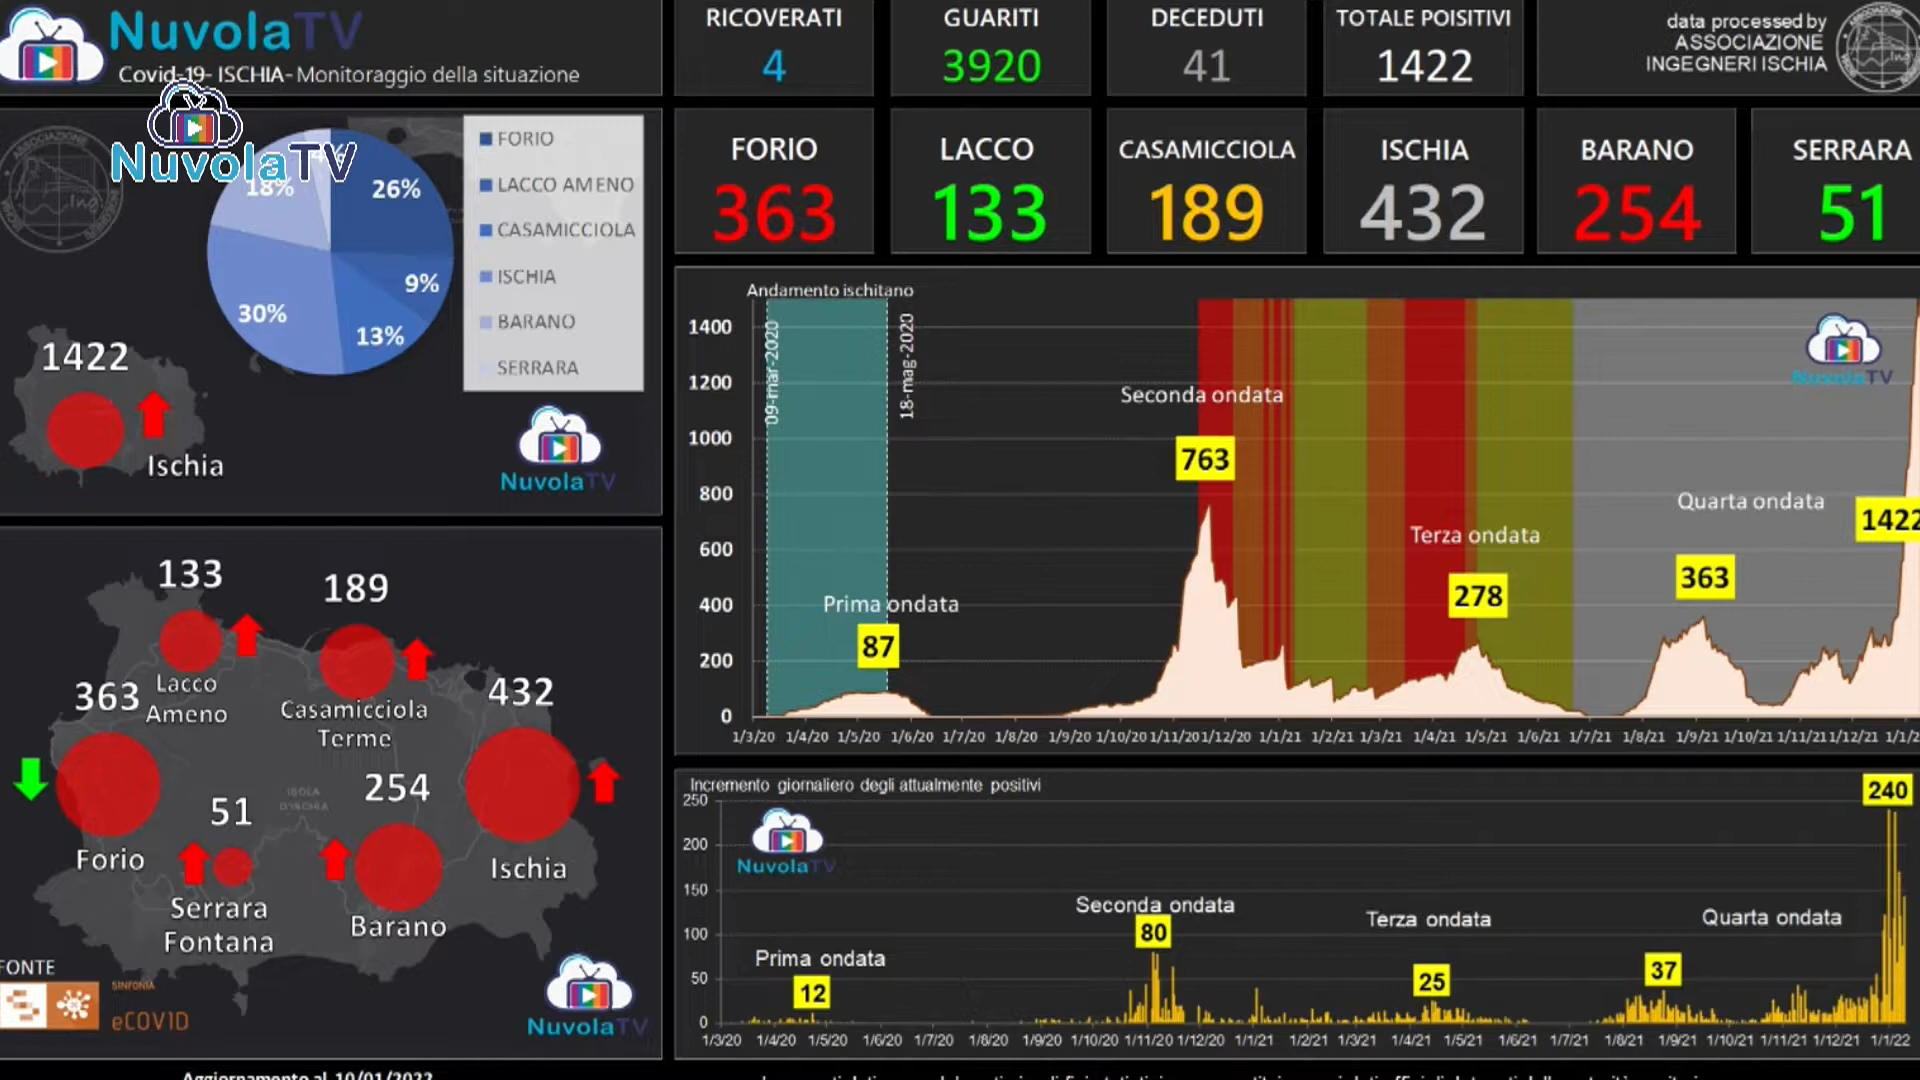 NuvolaTV
Covid-19- ISCHIA-Monitoraggio della situazione
RICOVERATI
4
GUARITI
3920
DECEDUTI
41
TOTALE POISITIVI
1422
data processed by
ASSOCIAZIONE
INGEGNERI ISCHIA
NuvolaTV
FORIO
LACCO AMENO
CASAMICCIOLA
ISCHIA
BARANO
SERRARA
26%
9%
13%
30%
18%
4%
1422
Ischia
NuvolaTV
FORIO
363
LACCO
133
CASAMICCIOLA
189
ISCHIA
432
BARANO
254
SERRARA
51
Andamento ischitano
09-mar-2020
18-mag-2020
1400
1200
1000
800
600
400
200
0
Prima ondata
87
Seconda ondata
763
Terza ondata
278
Quarta ondata
363
1422
NuvolaTV
1/3/20 1/4/20 1/5/20 1/6/20 1/7/20 1/8/20 1/9/20 1/10/20 1/11/20 1/12/20 1/1/21 1/2/21 1/3/21 1/4/21 1/5/21 1/6/21 1/7/21 1/8/21 1/9/21 1/10/21 1/11/21 1/12/21 1/1/2
133
Lacco
Ameno
189
Casamicciola
Terme
363
Forio
432
Ischia
254
Barano
51
Serrara
Fontana
ISOLA
D'ISCHIA
FONTE
SINFONIA
eCOVID
NuvolaTV
Incremento giornaliero degli attualmente positivi
250
200
150
100
50
0
NuvolaTV
Prima ondata
12
Seconda ondata
80
Terza ondata
25
Quarta ondata
37
240
1/3/20 1/4/20 1/5/20 1/6/20 1/7/20 1/8/20 1/9/20 1/10/20 1/11/20 1/12/20 1/1/21 1/2/21 1/3/21 1/4/21 1/5/21 1/6/21 1/7/21 1/8/21 1/9/21 1/10/21 1/11/21 1/12/21 1/1/22
Aggiornamento al 10/01/2022